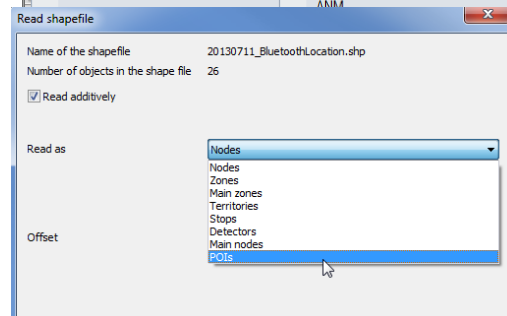 ANM
Read shapefile
Name of the shapefile 20130711_BluetoothLocation.shp
Number of objects in the shape file 26
Read additively
Read as Nodes
Nodes
Zones
Main zones
Territories
Stops
Detectors
Offset
Main nodes
POIs